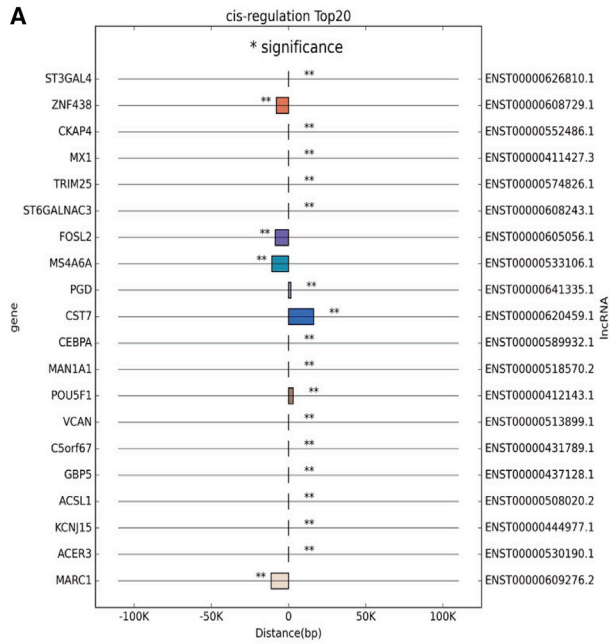 A
cis-regulation Top20
* significance
ST3GAL4 ** ENST00000626810.1
ZNF438 ** ENST00000608729.1
CKAP4 ** ENST00000552486.1
MX1 ** ENST00000411427.3
TRIM25 ** ENST00000574826.1
ST6GALNAC3 ** ENST00000608243.1
FOSL2 ** ENST00000605056.1
MS4A6A ** ENST00000533106.1
PGD ** ENST00000641335.1
CST7 ** ENST00000620459.1
CEBPA ** ENST00000589932.1
MAN1A1 ** ENST00000518570.2
POU5F1 ** ENST00000412143.1
VCAN ** ENST00000513899.1
C5orf67 ** ENST00000431789.1
GBP5 ** ENST00000437128.1
ACSL1 ** ENST00000508020.2
KCNJ15 ** ENST00000444977.1
ACER3 ** ENST00000530190.1
MARC1 ** ENST00000609276.2
gene
lncRNA
-100K -50K 0 50K 100K
Distance(bp)